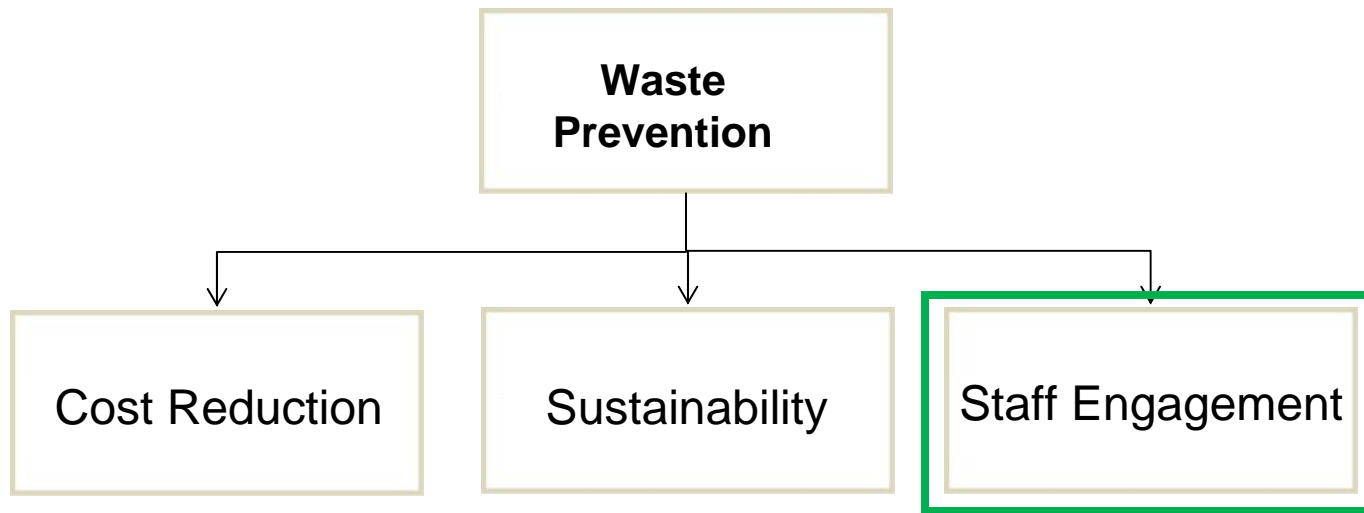 Waste
Prevention
Cost Reduction
Sustainability
Staff Engagement